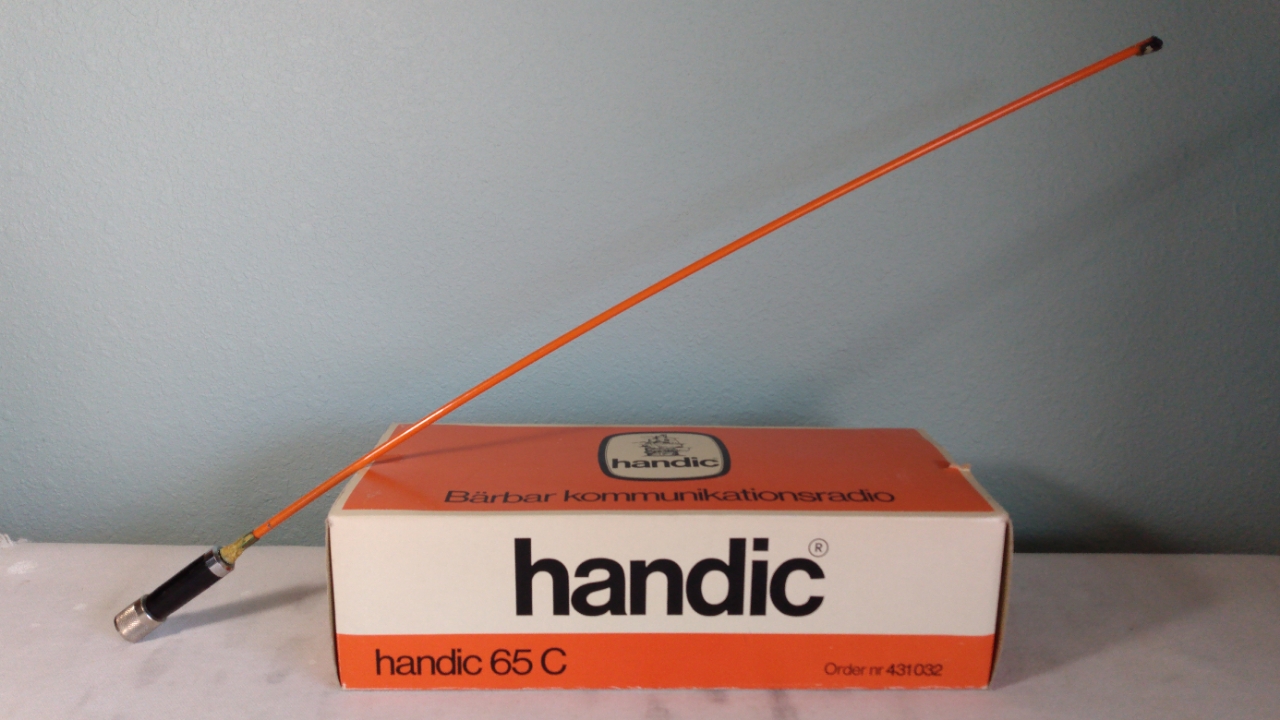 handic
Bärbar kommunikationsradio
handic®
handic 65 C
Order nr 431032